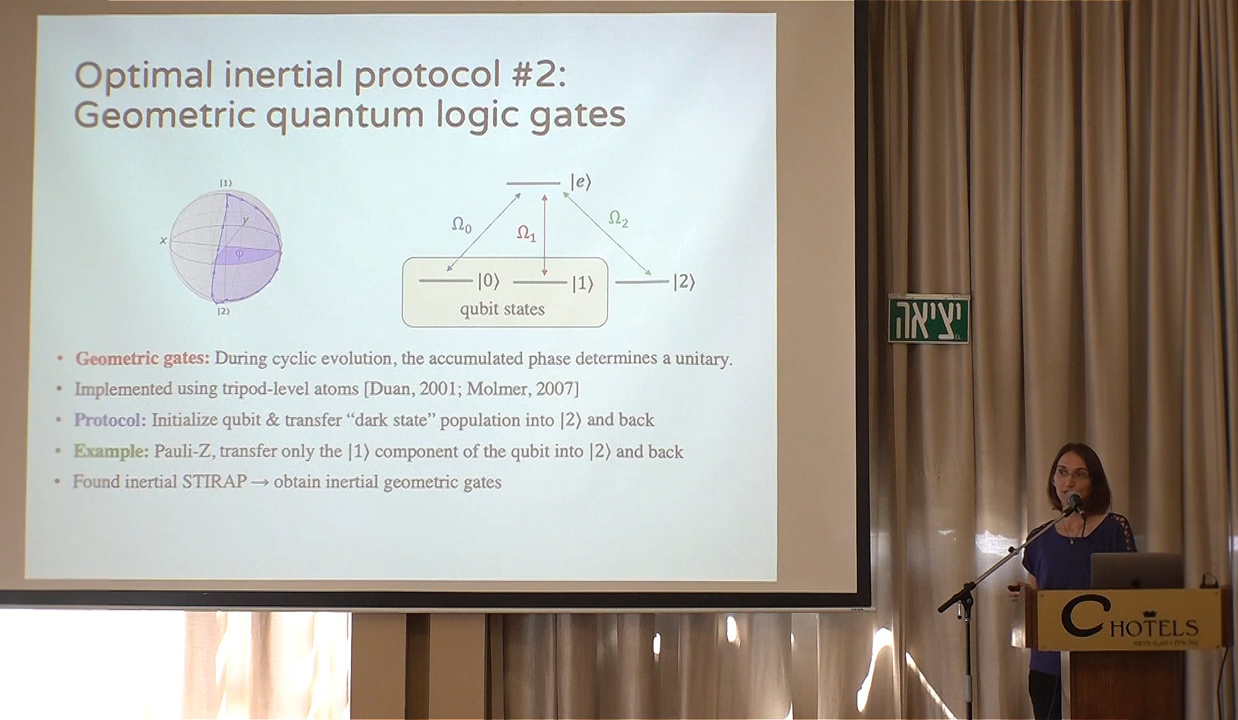 Optimal inertial protocol #2:
Geometric quantum logic gates
|1⟩
x
y
φ
|2⟩
|e⟩
Ω0
Ω1
Ω2
|0⟩
|1⟩
|2⟩
qubit states
• Geometric gates: During cyclic evolution, the accumulated phase determines a unitary.
• Implemented using tripod-level atoms [Duan, 2001; Molmer, 2007]
• Protocol: Initialize qubit & transfer “dark state” population into |2⟩ and back
• Example: Pauli-Z, transfer only the |1⟩ component of the qubit into |2⟩ and back
• Found inertial STIRAP → obtain inertial geometric gates
יציאה
C HOTELS